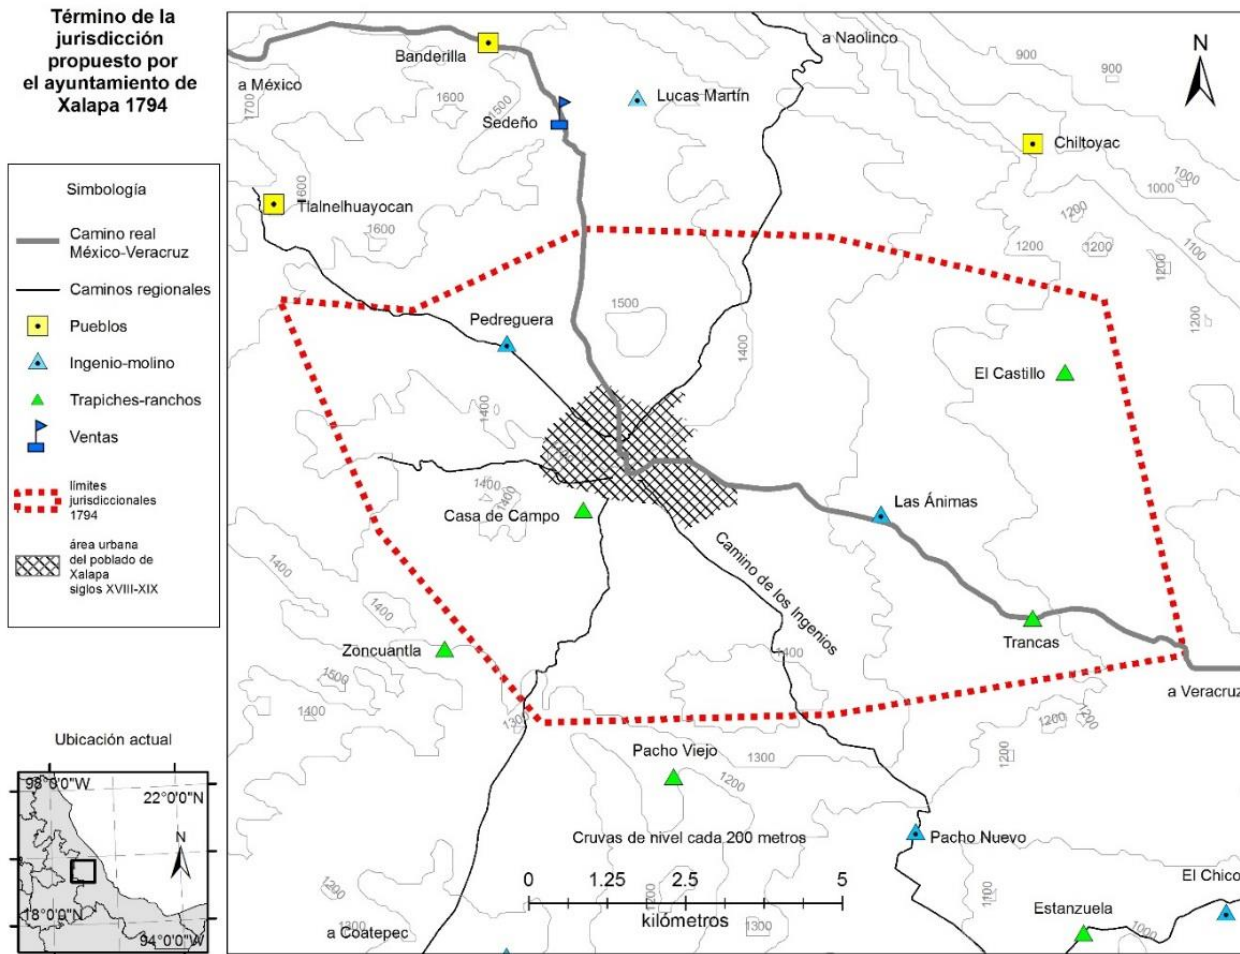 Término de la
jurisdicción
propuesto por
el ayuntamiento de
Xalapa 1794
Simbología
Camino real
México-Veracruz
Caminos regionales
Pueblos
Ingenio-molino
Trapiches-ranchos
Ventas
límites
jurisdiccionales
1794
área urbana
del poblado de
Xalapa
siglos XVIII-XIX
Ubicación actual
98°0'0"W
22°0'0"N
N
18°0'0"N
94°0'0"W
a Naolinco
N
Banderilla
900
900
a México
1700
1600
1500
Lucas Martín
Sedeño
Chiltoyac
1000
1000
1600
Tlalnelhuayocan
1200
1100
1600
1200
1200
1200
1200
1500
Pedreguera
1400
El Castillo
1400
1400
1400
Casa de Campo
Las Ánimas
Camino de los Ingenios
1400
1400
Trancas
Zoncuantla
1400
1500
1400
1300
a Veracruz
1200
1200
1200
Pacho Viejo
1300
1200
Cruvas de nivel cada 200 metros
Pacho Nuevo
0
1.25
2.5
5
kilómetros
1200
1200
1300
1300
1100
El Chico
Estanzuela
1000
a Coatepec